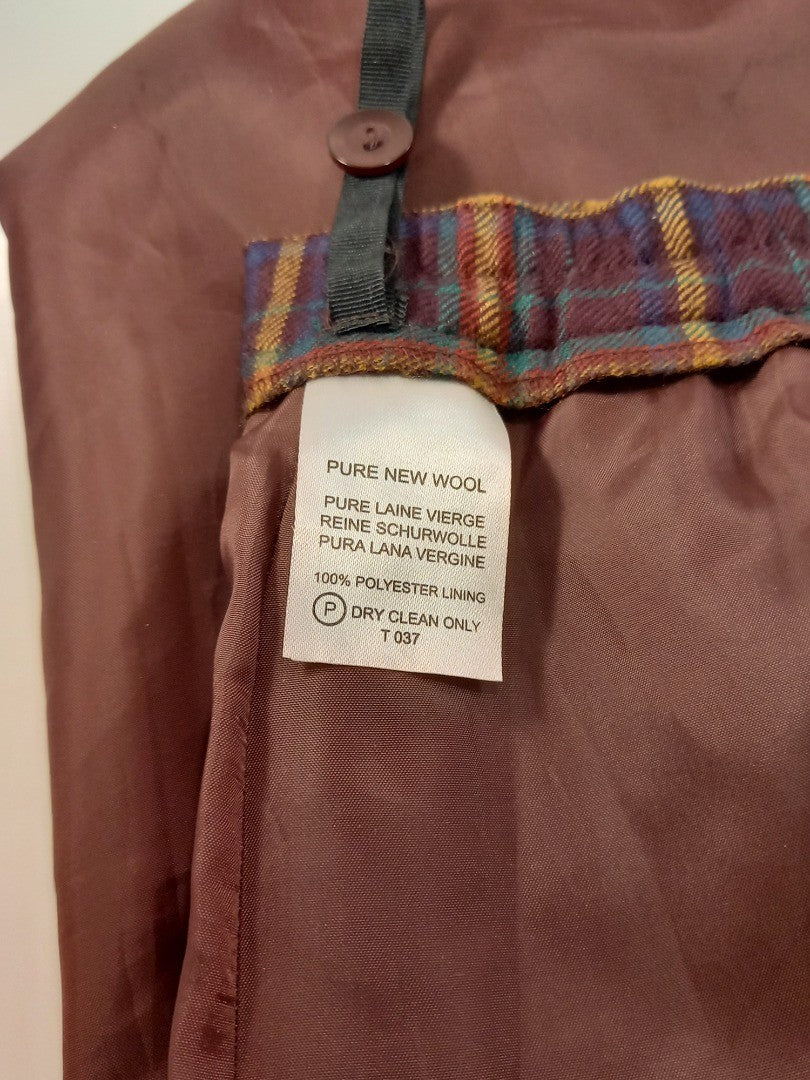 PURE NEW WOOL
PURE LAINE VIERGE
REINE SCHURWOLLE
PURA LANA VERGINE
100% POLYESTER LINING
P DRY CLEAN ONLY
T 037